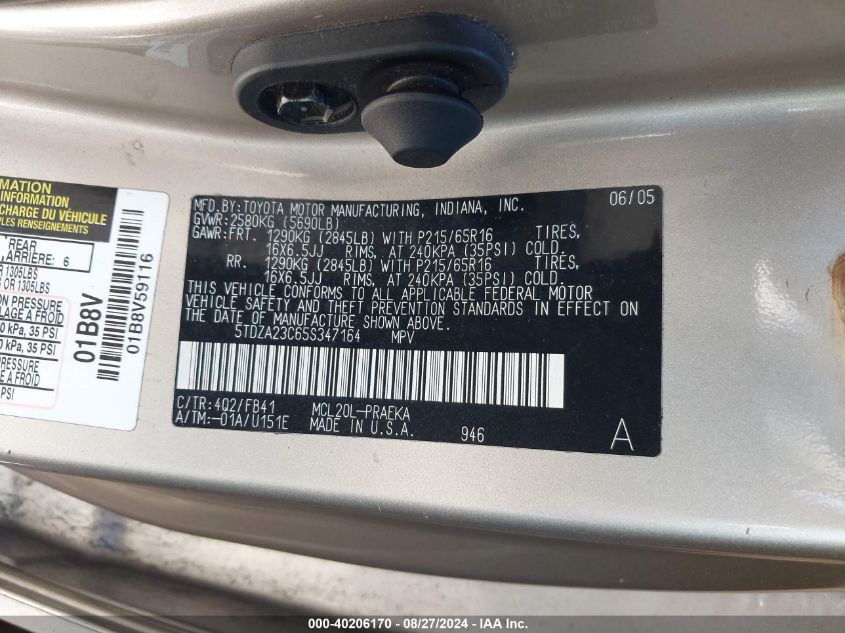 MATION
INFORMATION
CHARGE DU VÉHICULE
PLES RENSEIGNEMENTS
REAR
ARRIERE 6
1305LBS
OR 1305LBS
ON PRESSURE
FLAGE A FROID
kPa, 35 PSI
kPa, 35 PSI
E A FROID
PSI
01B8V
01B8V59116
MFD.BY:TOYOTA MOTOR MANUFACTURING, INDIANA, INC. 06/05
GVWR:2580KG (5690LB)
GAWR:FRT. 1290KG (2845LB) WITH P215/65R16 TIRES,
16X6.5JJ RIMS, AT 240KPA (35PSI) COLD.
RR. 1290KG (2845LB) WITH P215/65R16 TIRES,
16X6.5JJ RIMS, AT 240KPA (35PSI) COLD.
THIS VEHICLE CONFORMS TO ALL APPLICABLE FEDERAL MOTOR
VEHICLE SAFETY AND THEFT PREVENTION STANDARDS IN EFFECT ON
THE DATE OF MANUFACTURE SHOWN ABOVE.
5TDZA23C65S347164 MPV
C/TR:4Q2/FB41 MCL20L-PRAEKA
A/TM:-01A/U151E MADE IN U.S.A. 946 A
000-40206170 - 08/27/2024 - IAA Inc.